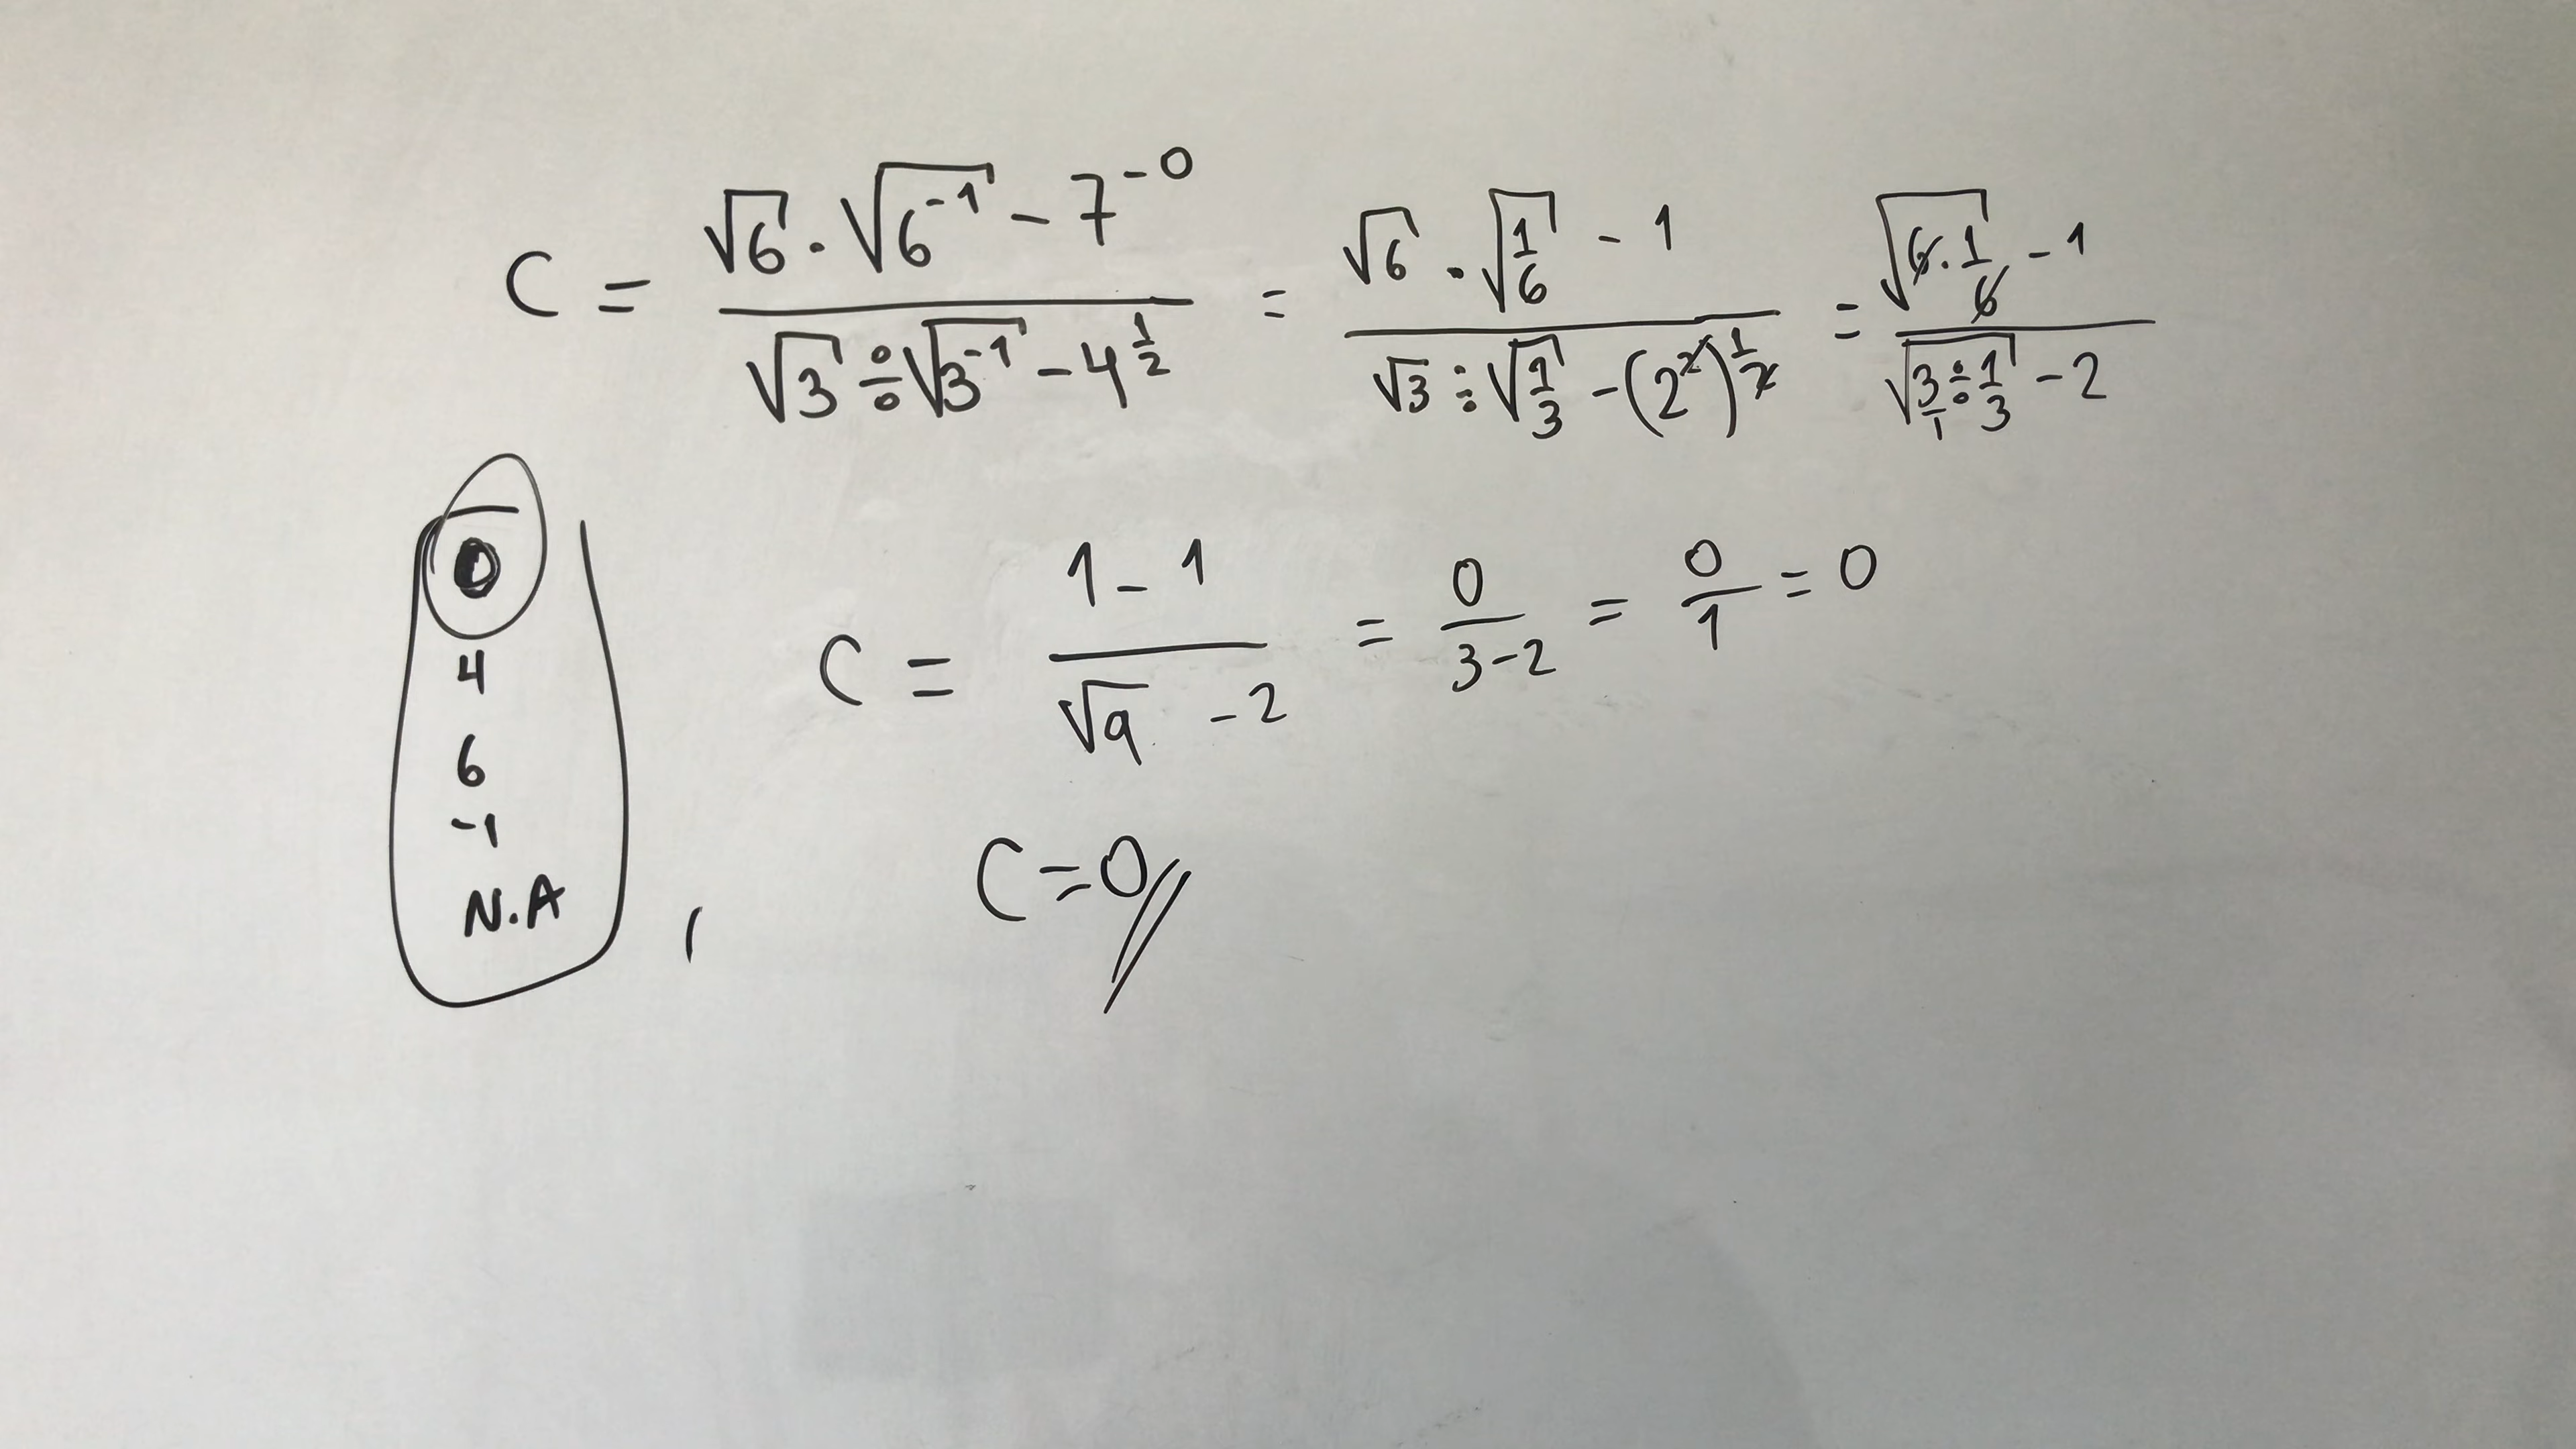 C = (√6 · √(6⁻¹) − 7⁻⁰) / (√3 ÷ √(3⁻¹) − 4^(1/2)) = (√6 · √(1/6) − 1) / (√3 ÷ √(1/3) − (2²)^(1/2)) = (√(6·1/6) − 1) / (√(3/1 ÷ 1/3) − 2)
0
4
6
-1
N.A
C = (1 − 1) / (√9 − 2) = 0 / (3−2) = 0/1 = 0
C = 0